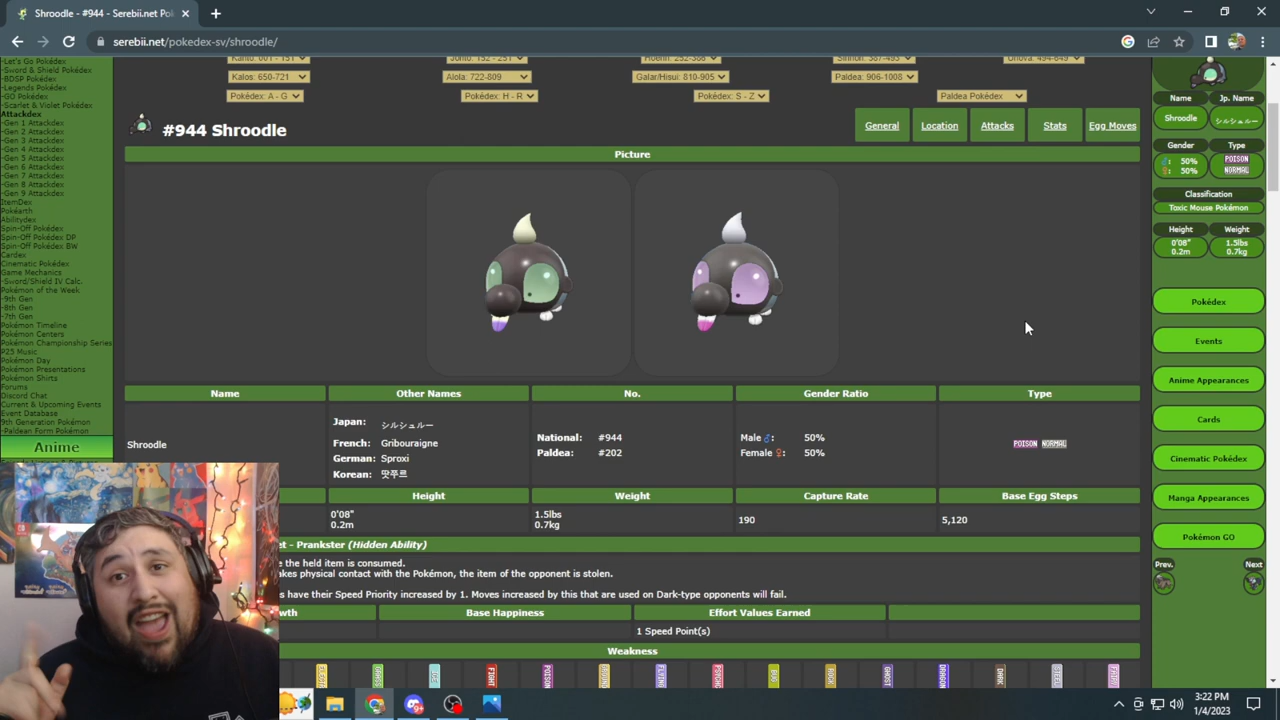 Shroodle - #944 - Serebii.net Pok
serebii.net/pokedex-sv/shroodle/
-Let's Go Pokédex
-Sword & Shield Pokédex
-BDSP Pokédex
-Legends Pokédex
-GO Pokédex
-Scarlet & Violet Pokédex
Attackdex
-Gen 1 Attackdex
-Gen 2 Attackdex
-Gen 3 Attackdex
-Gen 4 Attackdex
-Gen 5 Attackdex
-Gen 6 Attackdex
-Gen 7 Attackdex
-Gen 8 Attackdex
-Gen 9 Attackdex
ItemDex
Pokéarth
Abilitydex
Spin-Off Pokédex
Spin-Off Pokédex DP
Spin-Off Pokédex BW
Cardex
Cinematic Pokédex
Game Mechanics
-Sword/Shield IV Calc.
Pokémon of the Week
-9th Gen
-8th Gen
-7th Gen
Pokémon Timeline
Pokémon Centers
Pokémon Championship Series
P25 Music
Pokémon Day
Pokémon Presentations
Pokémon Shirts
Forums
Discord Chat
Current & Upcoming Events
Event Database
9th Generation Pokémon
-Paldean Form Pokémon
Anime
Kalos: 650-721
Alola: 722-809
Galar/Hisui: 810-905
Paldea: 906-1008
Pokédex: A - G
Pokédex: H - R
Pokédex: S - Z
Paldea Pokédex
#944 Shroodle
General
Location
Attacks
Stats
Egg Moves
Picture
Name
Other Names
No.
Gender Ratio
Type
Shroodle
Japan: シルシュルー
French: Gribouraigne
German: Sproxi
Korean: 땃쭈르
National: #944
Paldea: #202
Male ♂: 50%
Female ♀: 50%
POISON NORMAL
Height
Weight
Capture Rate
Base Egg Steps
0'08"
0.2m
1.5lbs
0.7kg
190
5,120
- Prankster (Hidden Ability)
the held item is consumed.
akes physical contact with the Pokémon, the item of the opponent is stolen.
s have their Speed Priority increased by 1. Moves increased by this that are used on Dark-type opponents will fail.
Base Happiness
Effort Values Earned
1 Speed Point(s)
Weakness
Name
Jp. Name
Shroodle
シルシュルー
Gender
Type
♂: 50%
♀: 50%
POISON
NORMAL
Classification
Toxic Mouse Pokémon
Height
Weight
0'08"
0.2m
1.5lbs
0.7kg
Pokédex
Events
Anime Appearances
Cards
Cinematic Pokédex
Manga Appearances
Pokémon GO
Prev.
Next
3:22 PM
1/4/2023